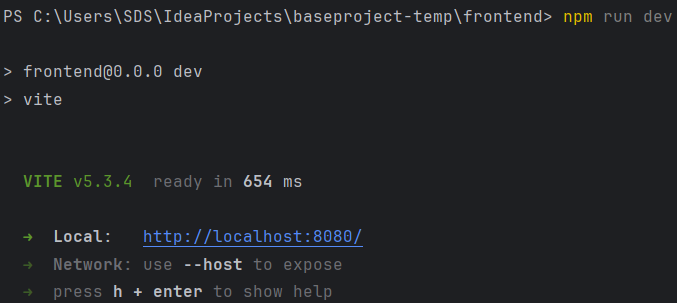 PS C:\Users\SDS\IdeaProjects\baseproject-temp\frontend> npm run dev
> frontend@0.0.0 dev
> vite
VITE v5.3.4  ready in 654 ms
➜  Local:   http://localhost:8080/
➜  Network: use --host to expose
➜  press h + enter to show help